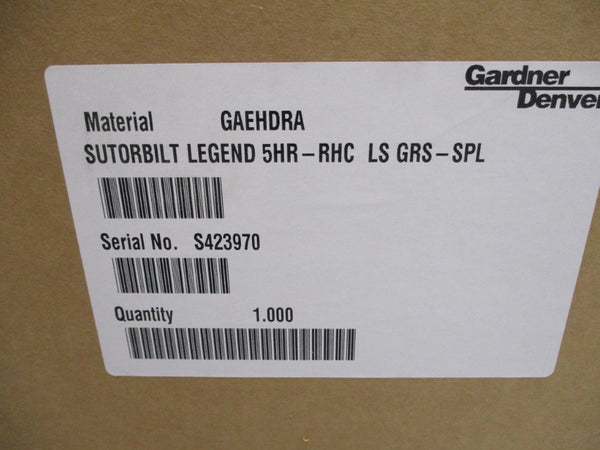 Gardner
Denver
Material GAEHDRA
SUTORBILT LEGEND 5HR-RHC LS GRS-SPL
Serial No. S423970
Quantity 1.000